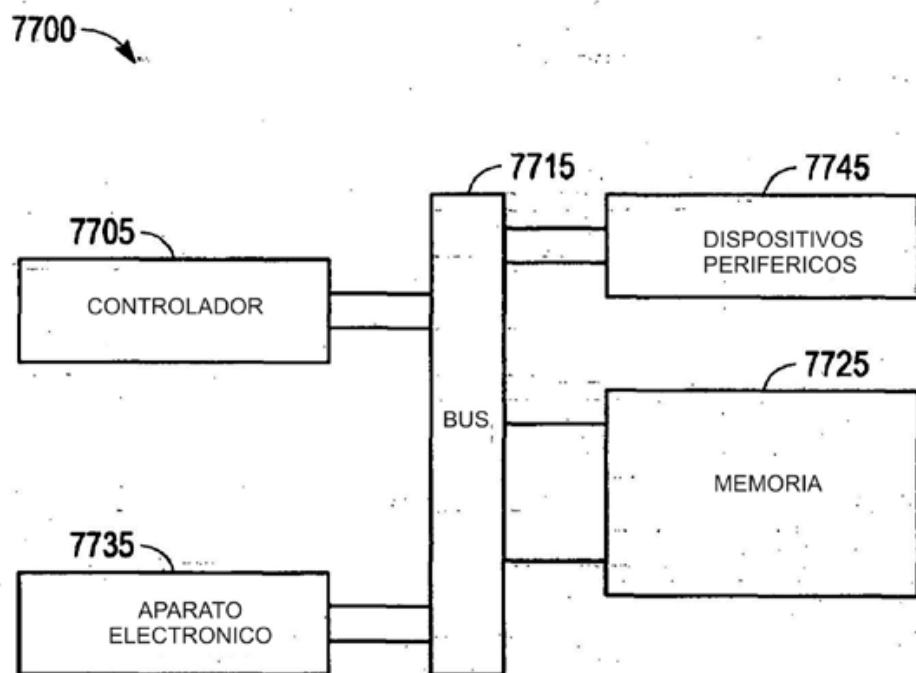 7700
7715
7745
7705
DISPOSITIVOS
PERIFERICOS
CONTROLADOR
7725
BUS
MEMORIA
7735
APARATO
ELECTRONICO